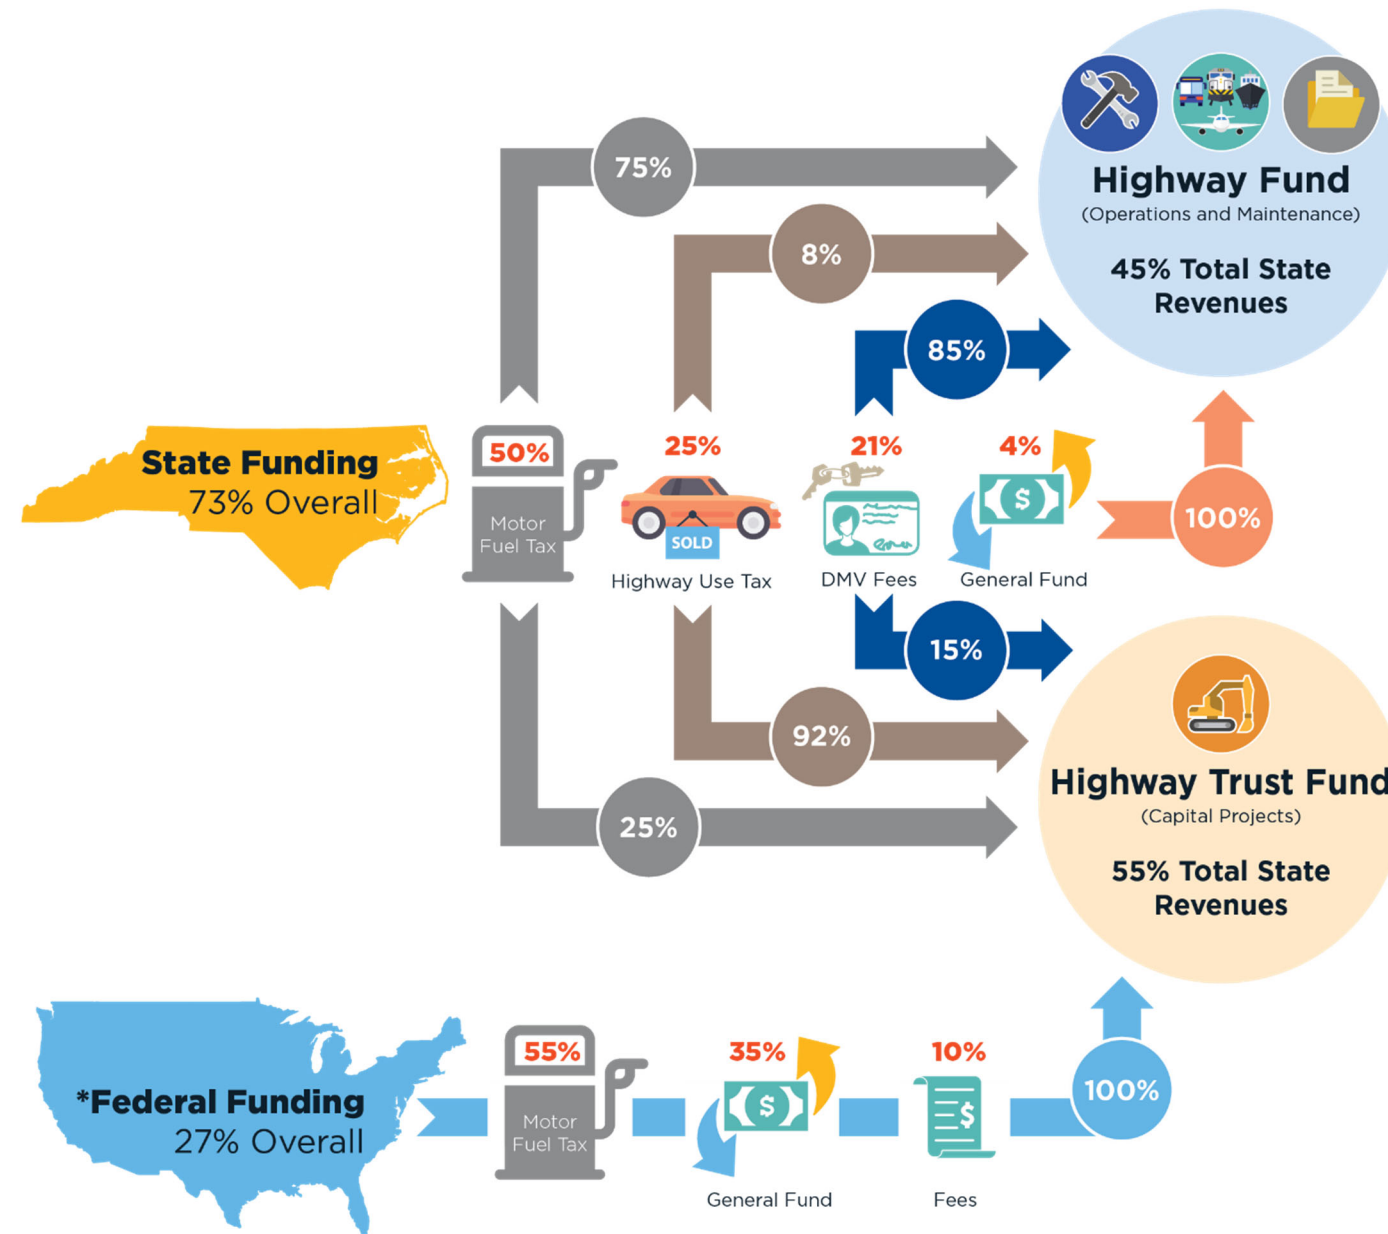 75%
Highway Fund
(Operations and Maintenance)
8%
45% Total State
Revenues
85%
State Funding
73% Overall
50%
Motor
Fuel Tax
25%
SOLD
Highway Use Tax
21%
DMV Fees
4%
$
General Fund
100%
15%
92%
25%
Highway Trust Fund
(Capital Projects)
55% Total State
Revenues
*Federal Funding
27% Overall
55%
Motor
Fuel Tax
35%
$
General Fund
10%
$
Fees
100%